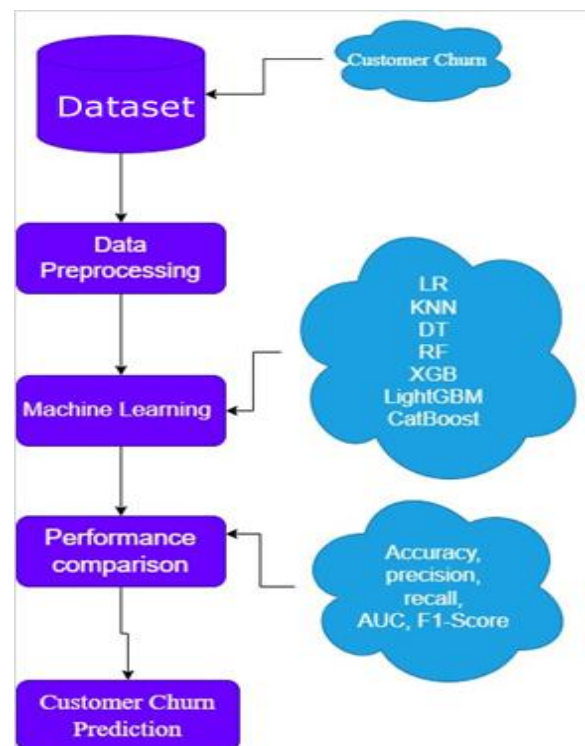 Customer Churn
Dataset
Data
Preprocessing
LR
KNN
DT
RF
XGB
LightGBM
CatBoost
Machine Learning
Performance
comparison
Accuracy,
precision,
recall,
AUC, F1-Score
Customer Churn
Prediction